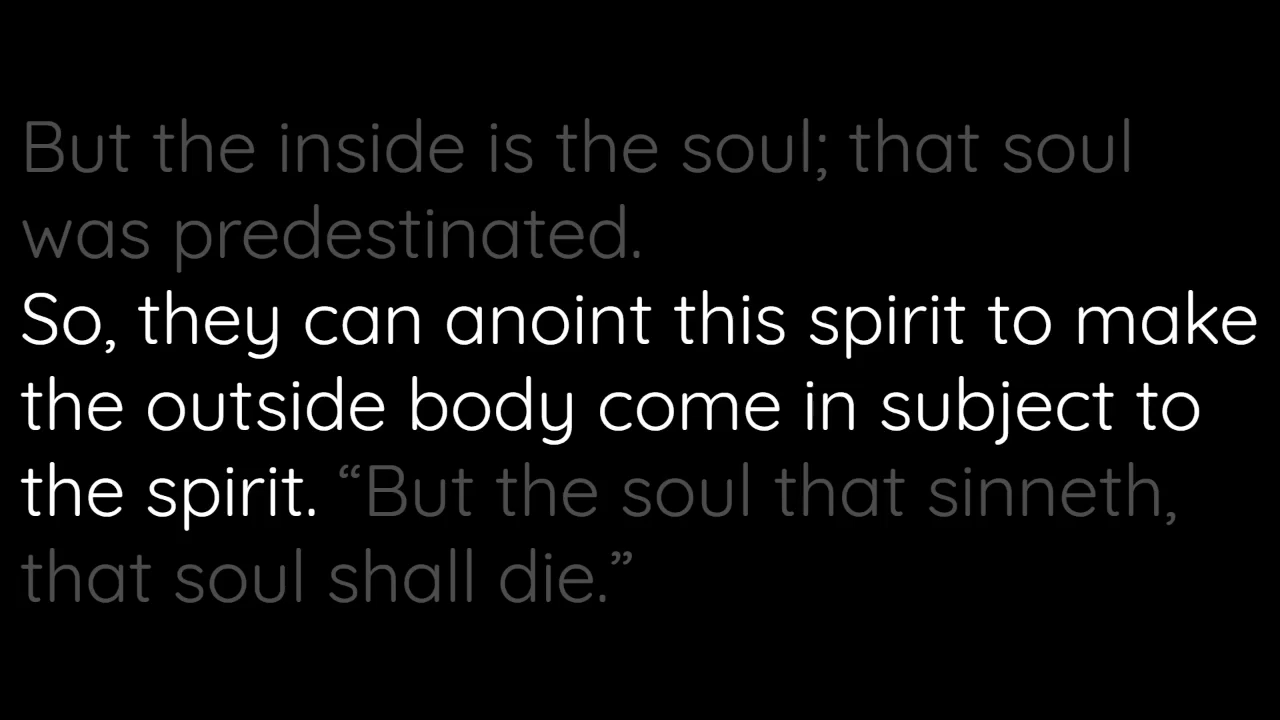 But the inside is the soul; that soul
was predestinated.
So, they can anoint this spirit to make
the outside body come in subject to
the spirit. “But the soul that sinneth,
that soul shall die.”